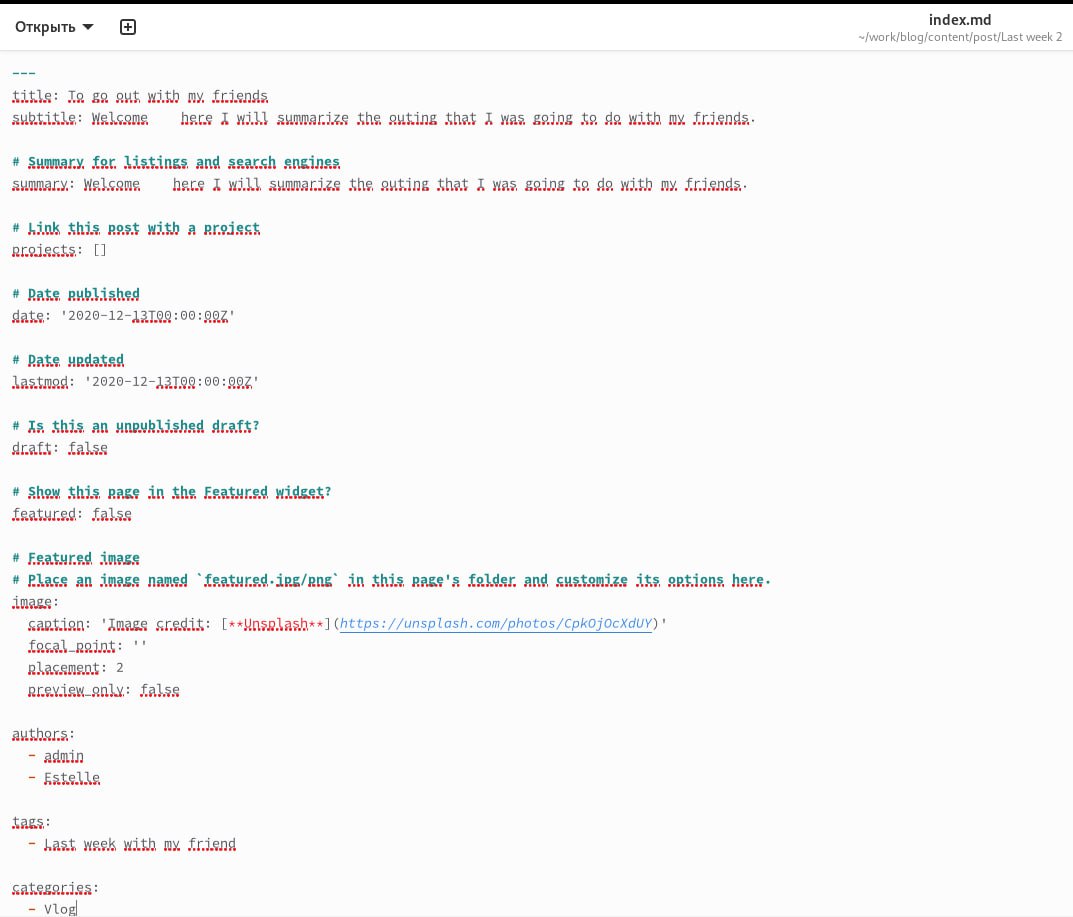 Открыть
index.md
~/work/blog/content/post/Last week 2
---
title: To go out with my friends
subtitle: Welcome    here I will summarize the outing that I was going to do with my friends.
# Summary for listings and search engines
summary: Welcome    here I will summarize the outing that I was going to do with my friends.
# Link this post with a project
projects: []
# Date published
date: '2020-12-13T00:00:00Z'
# Date updated
lastmod: '2020-12-13T00:00:00Z'
# Is this an unpublished draft?
draft: false
# Show this page in the Featured widget?
featured: false
# Featured image
# Place an image named `featured.jpg/png` in this page's folder and customize its options here.
image:
  caption: 'Image credit: [**Unsplash**](https://unsplash.com/photos/CpkOjOcXdUY)'
  focal_point: ''
  placement: 2
  preview_only: false
authors:
  - admin
  - Estelle
tags:
  - Last week with my friend
categories:
  - Vlog